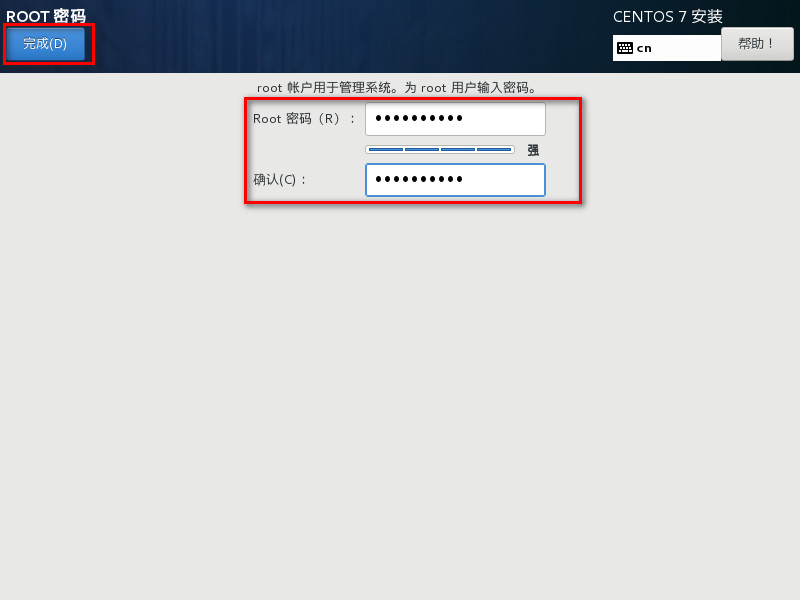 ROOT 密码
CENTOS 7 安装
完成(D)
cn
帮助！
root 帐户用于管理系统。为 root 用户输入密码。
Root 密码（R）：
••••••••••
强
确认(C)：
••••••••••